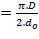 = π.D / 2.d₀